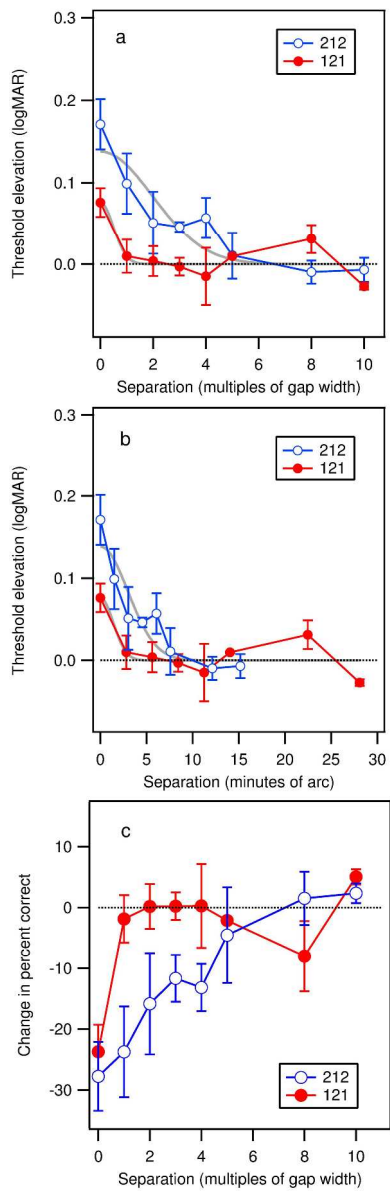 a
212
121
0.3
0.2
0.1
0.0
Threshold elevation (logMAR)
0 2 4 6 8 10
Separation (multiples of gap width)
b
212
121
0.3
0.2
0.1
0.0
Threshold elevation (logMAR)
0 5 10 15 20 25 30
Separation (minutes of arc)
c
10
0
-10
-20
-30
Change in percent correct
212
121
0 2 4 6 8 10
Separation (multiples of gap width)